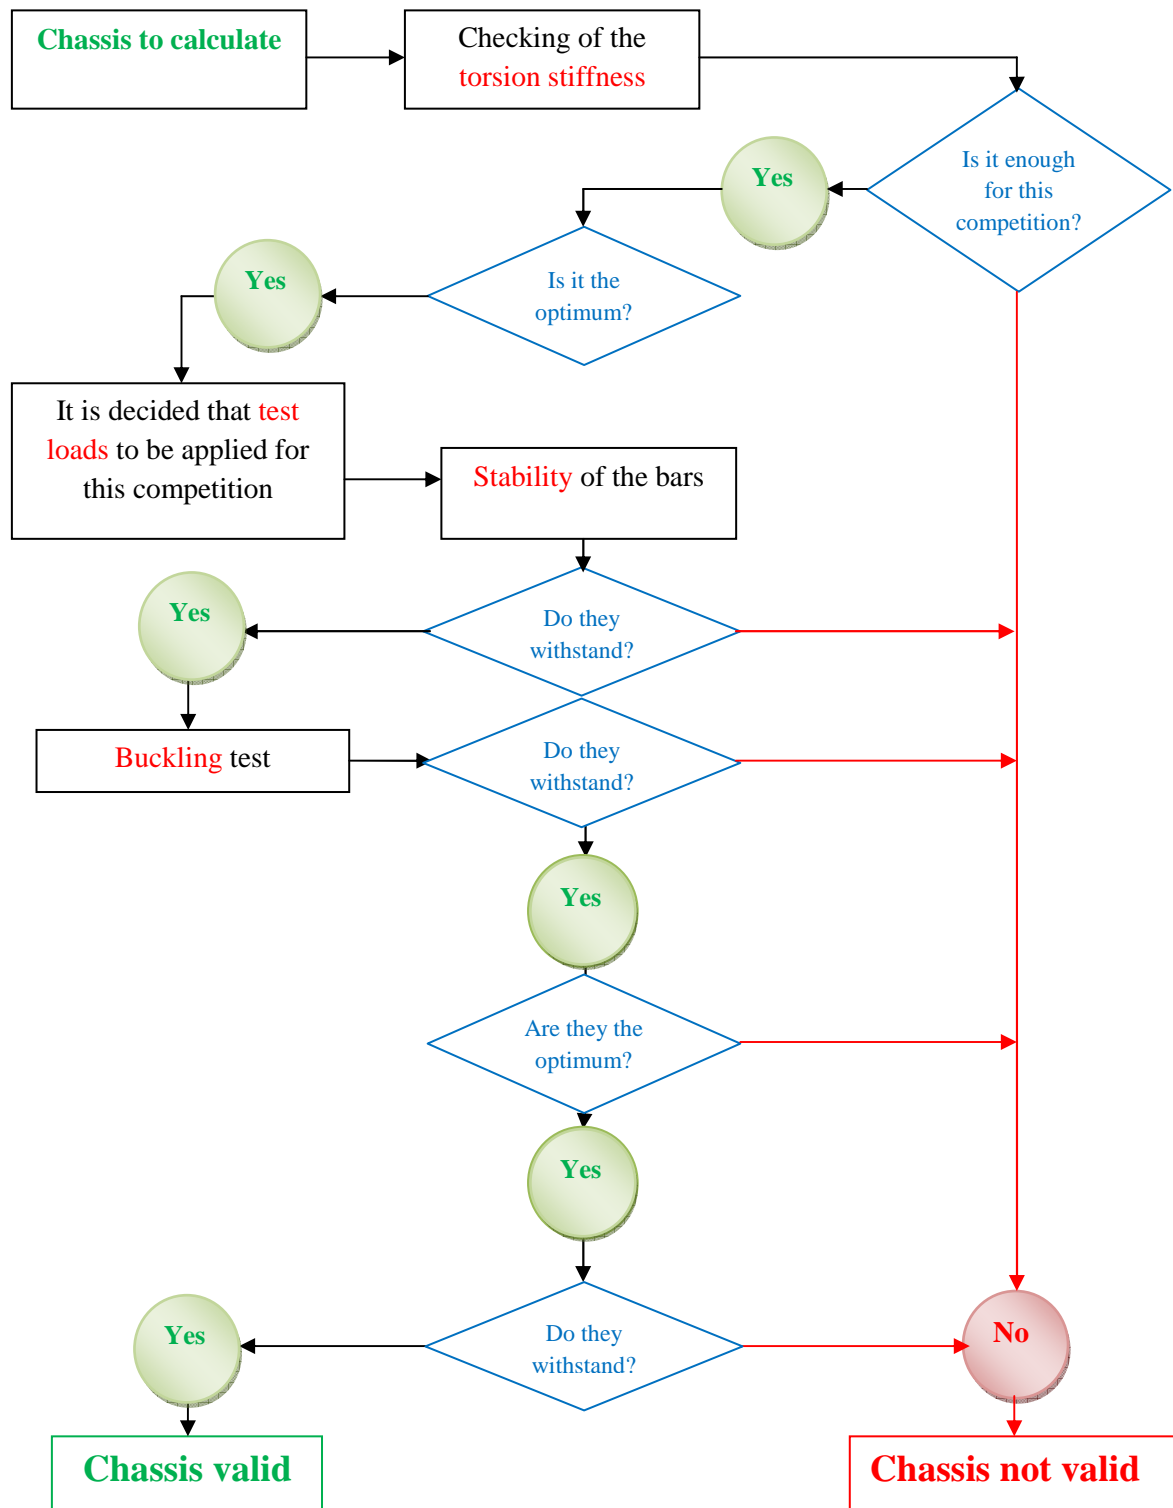 Chassis to calculate
Checking of the
torsion stiffness
Is it enough
for this
competition?
Yes
Is it the
optimum?
Yes
It is decided that test
loads to be applied for
this competition
Stability of the bars
Do they
withstand?
Yes
Buckling test
Do they
withstand?
Yes
Are they the
optimum?
Yes
Do they
withstand?
Yes
No
Chassis valid
Chassis not valid